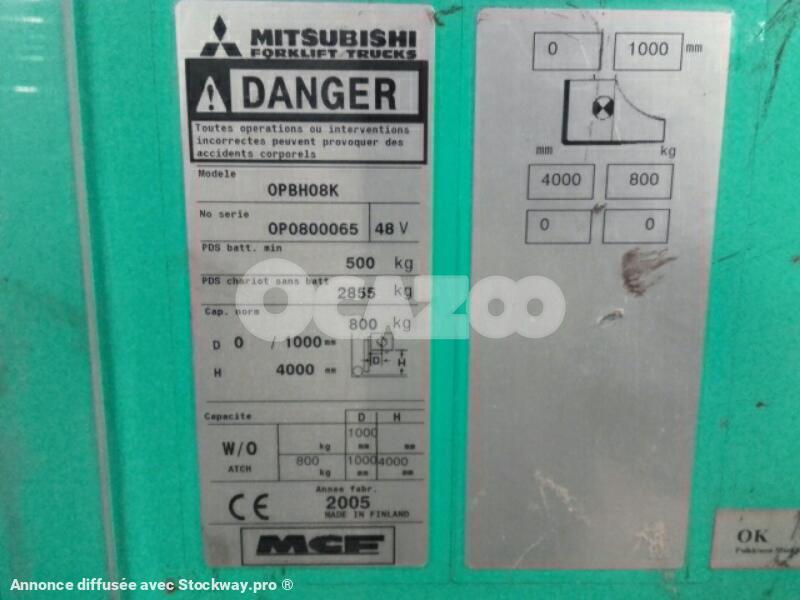 MITSUBISHI
FORKLIFT TRUCKS
DANGER
Toutes operations ou interventions
incorrectes peuvent provoquer des
accidents corporels
Modele
OPBH08K
No serie
OP0800065 48 V
PDS batt. min
500 kg
PDS chariot sans batt
2855 kg
Cap. norm
800 kg
D 0 / 1000 mm
D H
H 4000 mm
Capacite D H
1000
W/O kg mm mm
ATCH 800 1000 4000
kg mm mm
Annee fabr.
CE 2005
MADE IN FINLAND
MCF
0 1000 mm
mm kg
4000 800
0 0
OCAZOO
OK
Annonce diffusée avec Stockway.pro ®